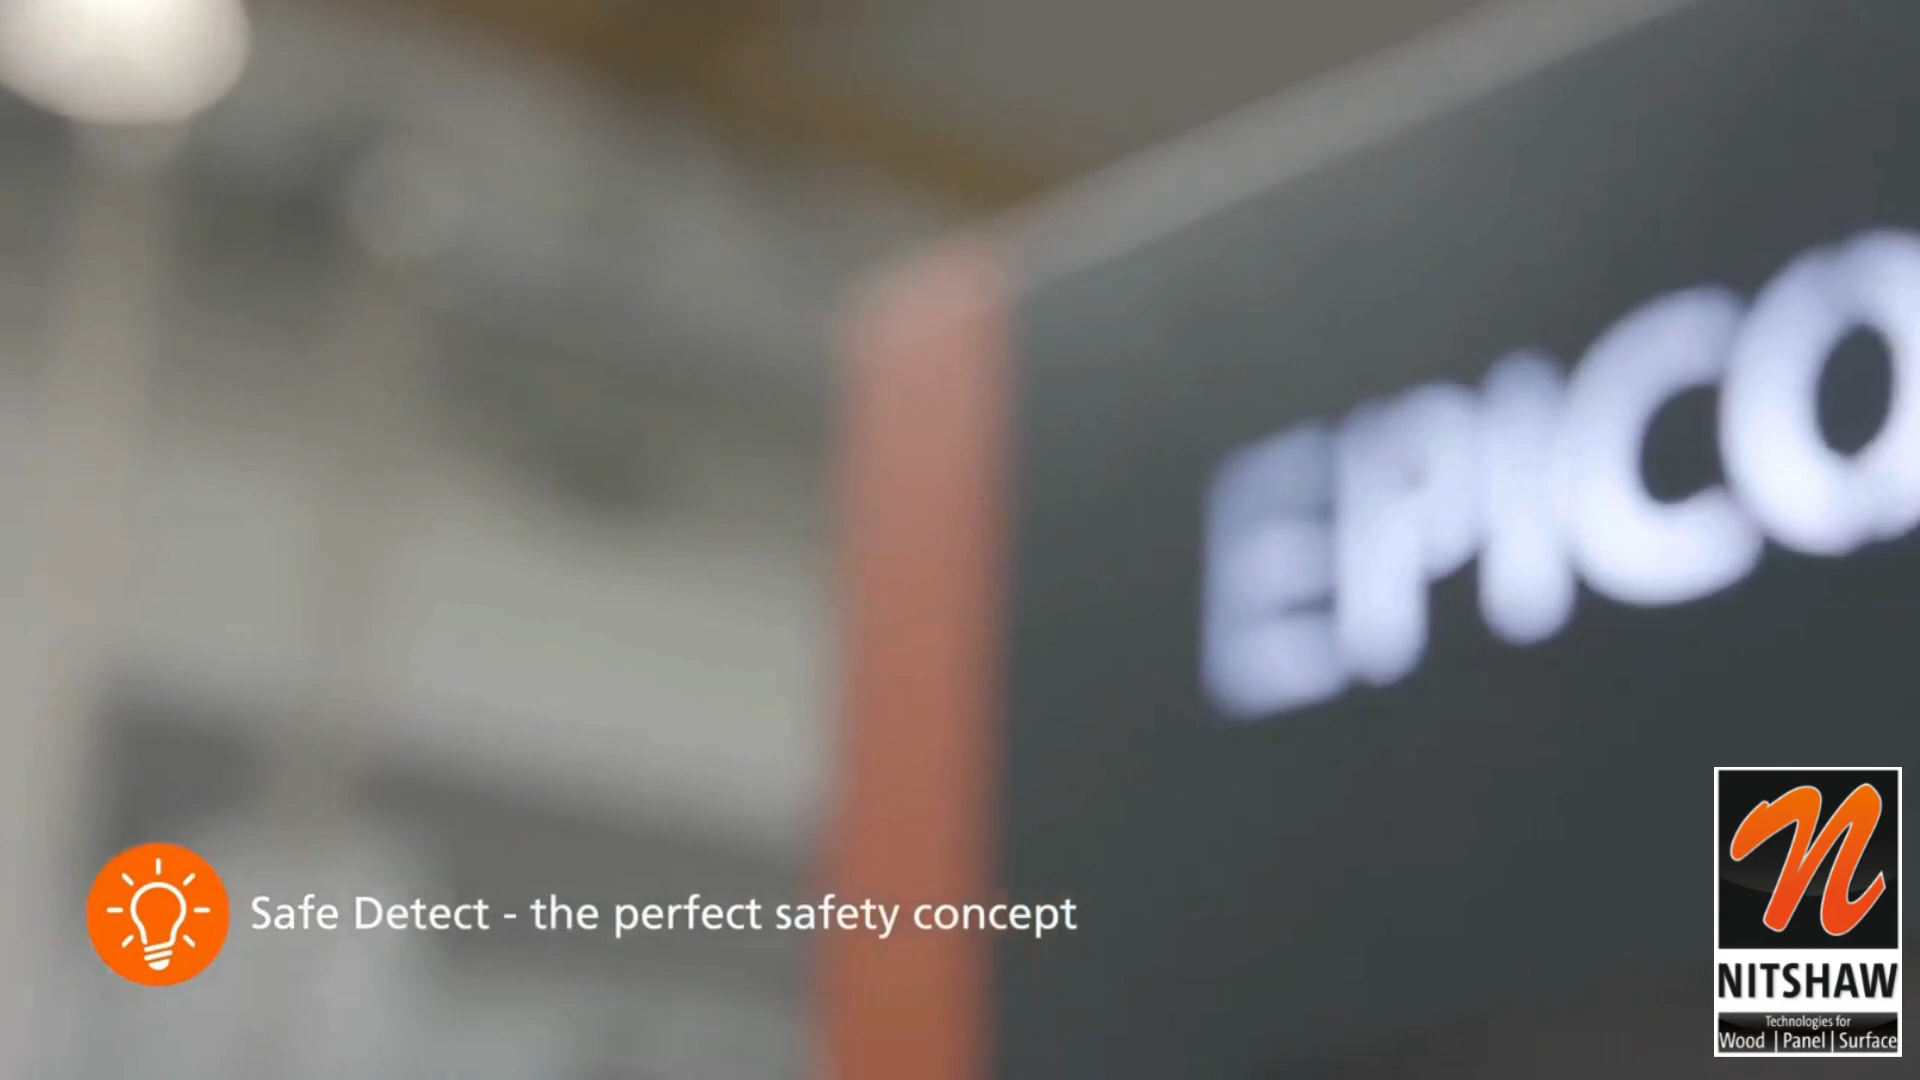 EPICO
Safe Detect - the perfect safety concept
n
NITSHAW
Technologies for
Wood | Panel | Surface